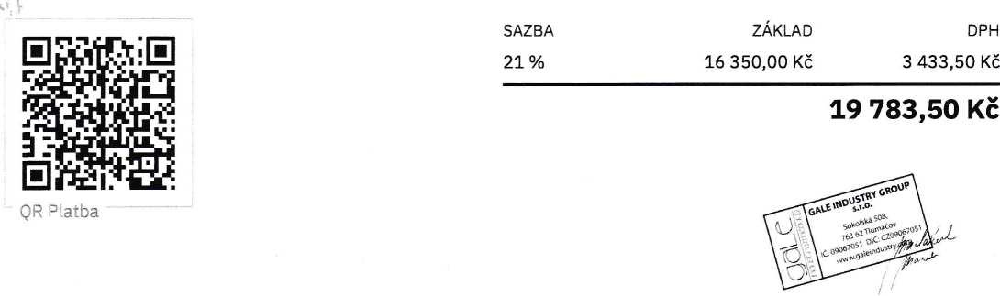 SAZBA ZÁKLAD DPH
21 % 16 350,00 Kč 3 433,50 Kč
19 783,50 Kč
QR Platba
gale
GALE INDUSTRY GROUP
s.r.o.
Sokolská 508,
763 62 Tlumačov
IČ: 09067051 DIČ: CZ09067051
www.galeindustry